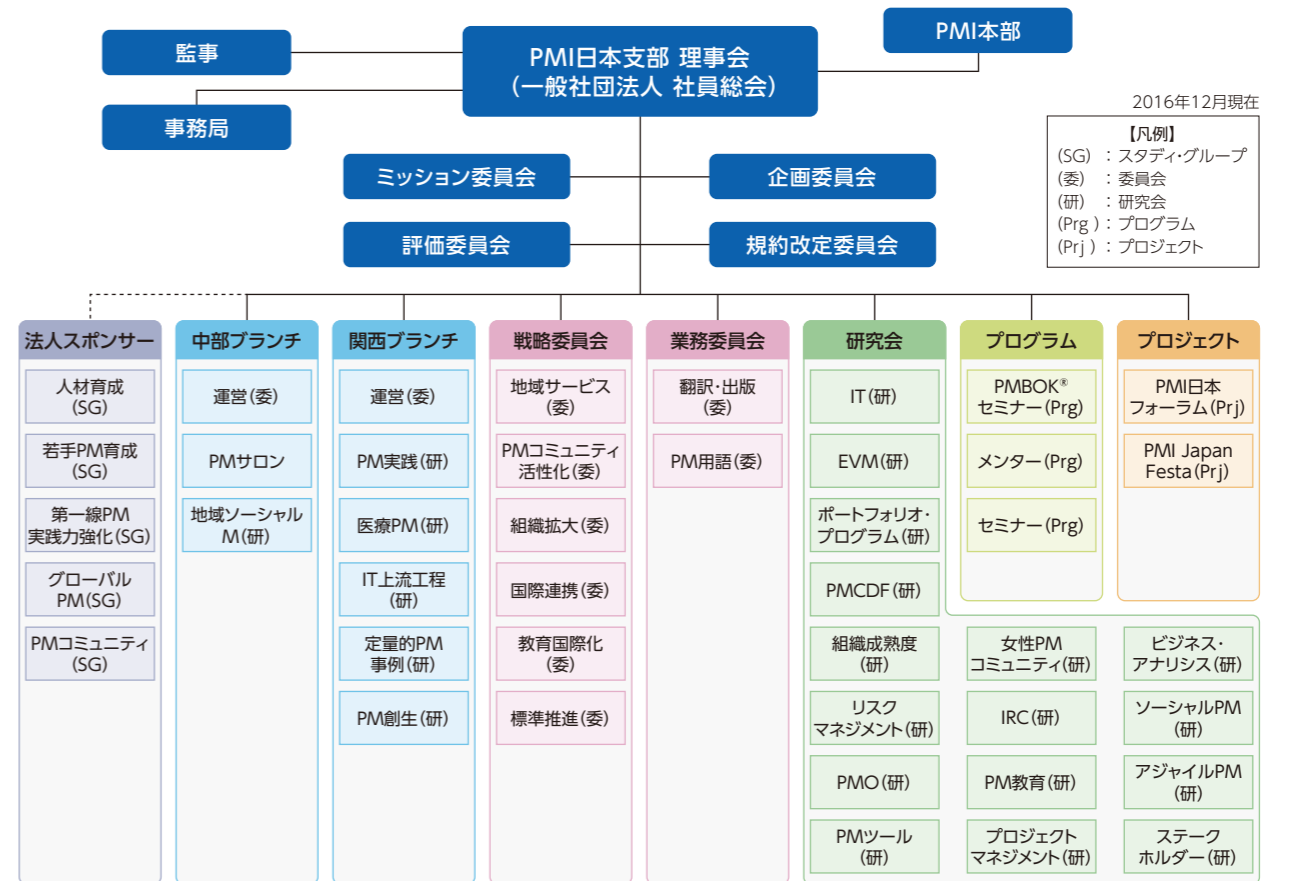 監事
事務局
PMI日本支部 理事会
(一般社団法人 社員総会)
PMI本部
2016年12月現在
【凡例】
(SG) :スタディ・グループ
(委) :委員会
(研) :研究会
(Prg ):プログラム
(Prj ) :プロジェクト
ミッション委員会
企画委員会
評価委員会
規約改定委員会
法人スポンサー
人材育成
(SG)
若手PM育成
(SG)
第一線PM
実践力強化(SG)
グローバル
PM(SG)
PMコミュニティ
(SG)
中部ブランチ
運営(委)
PMサロン
地域ソーシャル
M(研)
関西ブランチ
運営(委)
PM実践(研)
医療PM(研)
IT上流工程
(研)
定量的PM
事例(研)
PM創生(研)
戦略委員会
地域サービス
(委)
PMコミュニティ
活性化(委)
組織拡大(委)
国際連携(委)
教育国際化
(委)
標準推進(委)
業務委員会
翻訳・出版
(委)
PM用語(委)
研究会
IT(研)
EVM(研)
ポートフォリオ・
プログラム(研)
PMCDF(研)
組織成熟度
(研)
リスク
マネジメント(研)
PMO(研)
PMツール
(研)
プログラム
PMBOK®
セミナー(Prg)
メンター(Prg)
セミナー(Prg)
プロジェクト
PMI日本
フォーラム(Prj)
PMI Japan
Festa(Prj)
女性PM
コミュニティ(研)
IRC(研)
PM教育(研)
プロジェクト
マネジメント(研)
ビジネス・
アナリシス(研)
ソーシャルPM
(研)
アジャイルPM
(研)
ステーク
ホルダー(研)